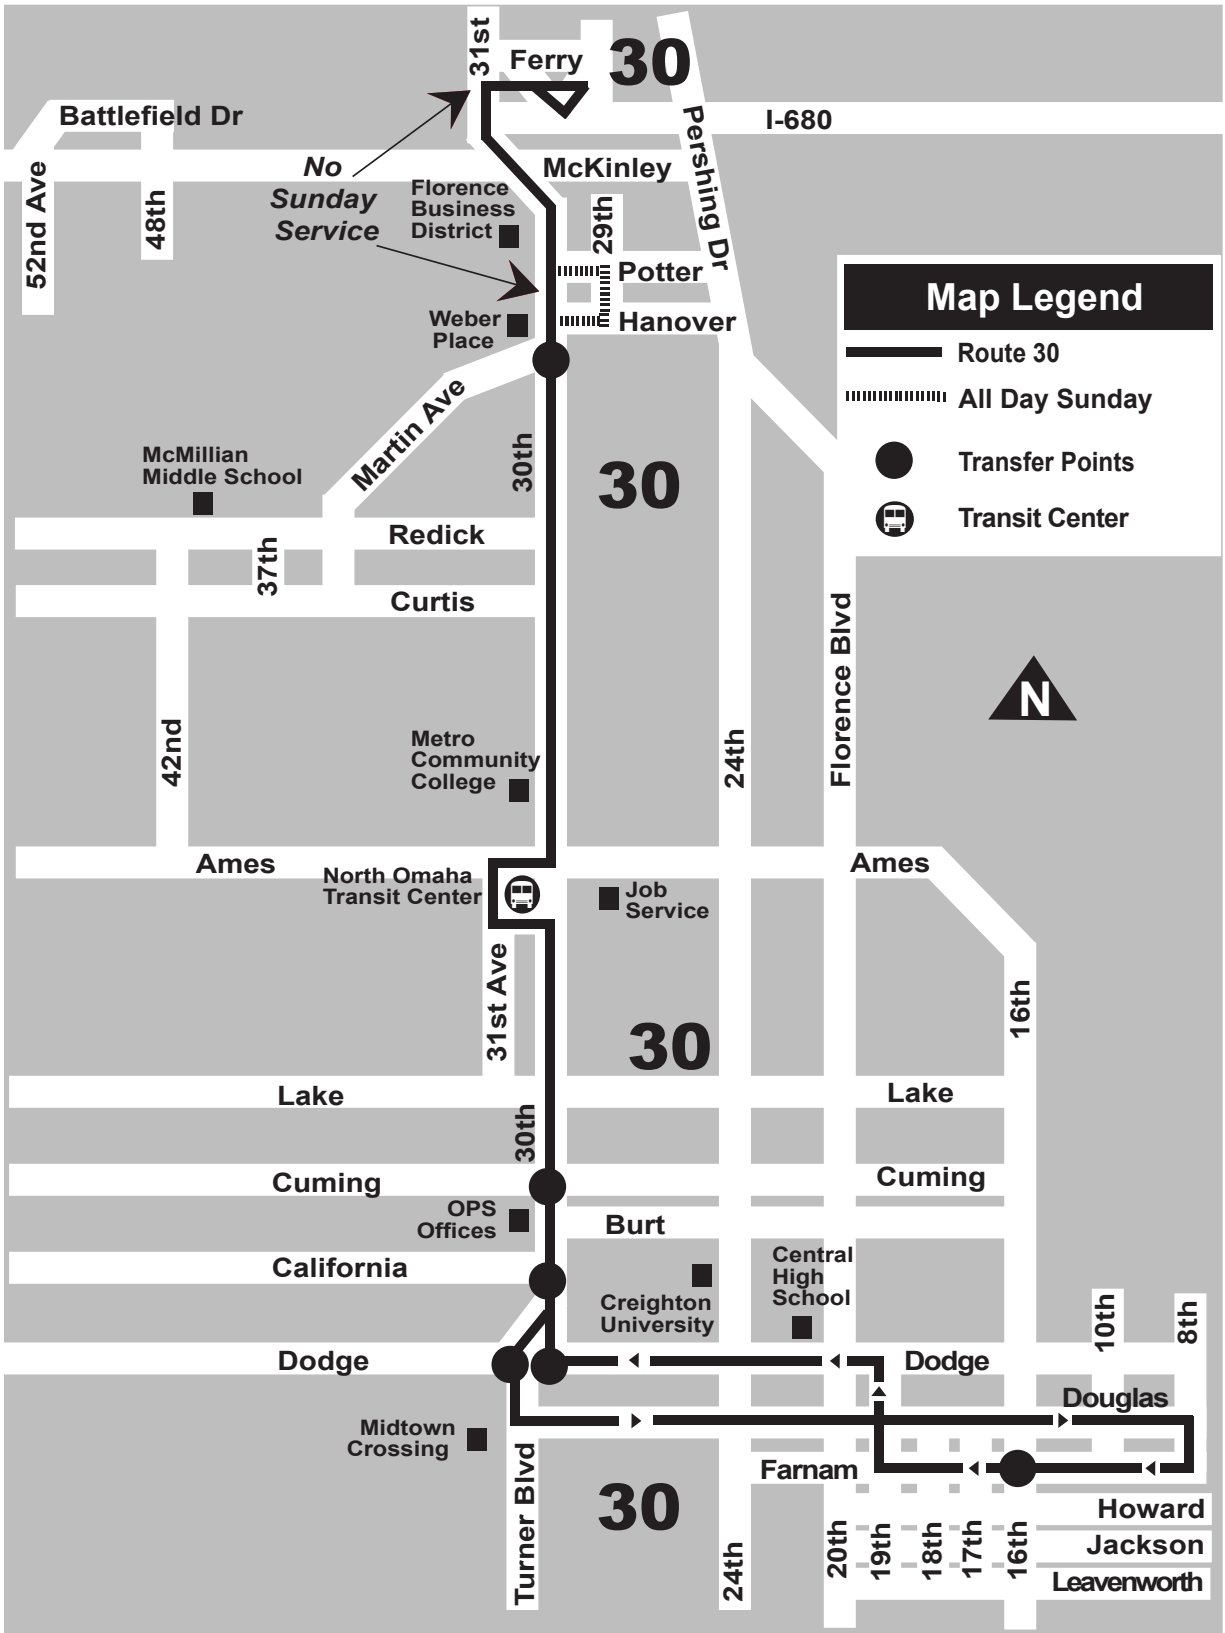 31st
Ferry
30
Battlefield Dr
I-680
Pershing Dr
McKinley
No
Sunday
Service
Florence
Business
District
52nd Ave
48th
29th
Potter
Hanover
Weber
Place
Map Legend
Route 30
All Day Sunday
Transfer Points
Transit Center
Martin Ave
30th
30
McMillian
Middle School
Redick
37th
Curtis
Florence Blvd
N
42nd
Metro
Community
College
24th
Ames
Ames
North Omaha
Transit Center
Job
Service
31st Ave
16th
30
Lake
Lake
30th
Cuming
Cuming
OPS
Offices
Burt
California
Central
High
School
Creighton
University
10th
8th
Dodge
Dodge
Douglas
Midtown
Crossing
Farnam
Turner Blvd
30
Howard
Jackson
Leavenworth
24th
20th
19th
18th
17th
16th